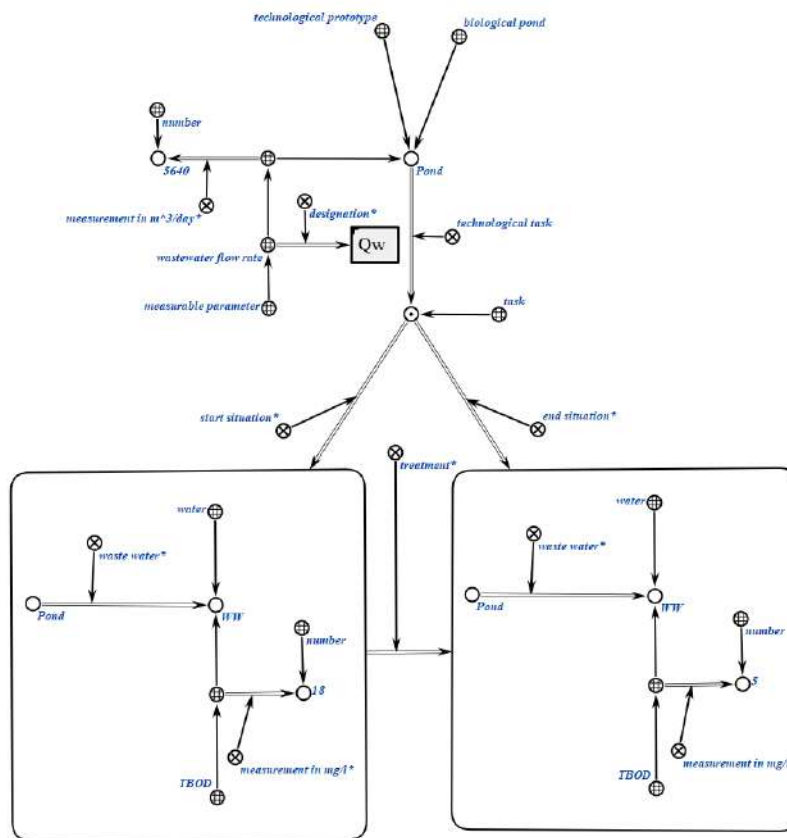 technological prototype
biological pond
number
5640
Pond
measurement in m^3/day*
designation*
technological task
wastewater flow rate
Qw
measurable parameter
task
start situation*
end situation*
treatment*
water
waste water*
Pond
WW
number
18
measurement in mg/l*
TBOD
water
waste water*
Pond
WW
number
5
measurement in mg/
TBOD